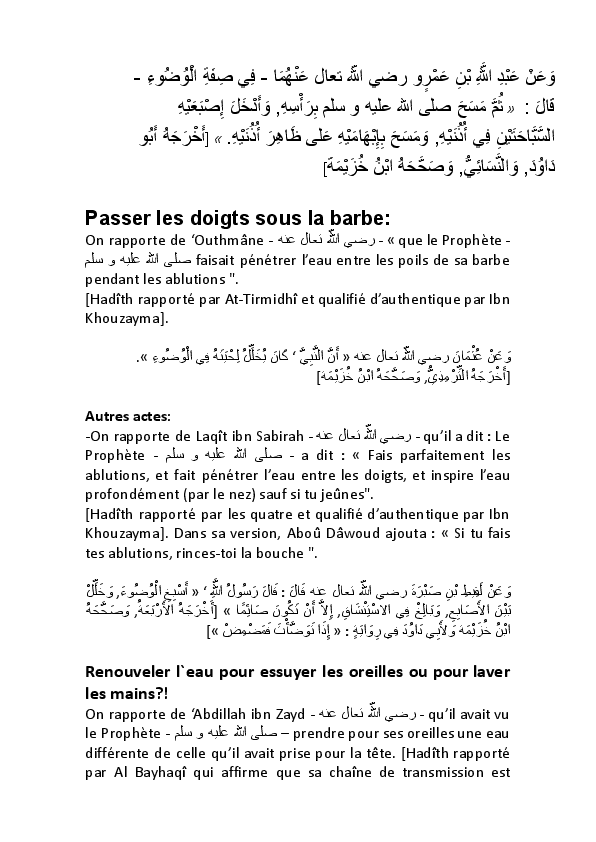 وَعَنْ عَبْدِ اللَّهِ بْنِ عَمْرٍو رضي الله تعال عَنْهُمَا - فِي صِفَةِ الْوُضُوءِ -
قَالَ : » ثُمَّ مَسَحَ صلى الله عليه و سلم بِرَأْسِهِ, وَأَدْخَلَ إِصْبَعَيْهِ
السَّبَّاحَتَيْنِ فِي أُذُنَيْهِ, وَمَسَحَ بِإِبْهَامَيْهِ عَلى ظَاهِرَ أُذُنَيْهِ. » [أَخْرَجَهُ أَبُو
دَاوُدَ, وَالنَّسَائِيُّ, وَصَحَّحَهُ ابْنُ خُزَيْمَةَ]
Passer les doigts sous la barbe:
On rapporte de ‘Outhmâne - رضي الله تعال عنه - « que le Prophète -
صلى الله عليه و سلم faisait pénétrer l’eau entre les poils de sa barbe
pendant les ablutions ".
[Hadîth rapporté par At-Tirmidhî et qualifié d’authentique par Ibn
Khouzayma].
وَ عَنْ عُثْمَانَ رضي الله تعال عنه « أَنَّ النَّبِيَّ ‘ كَانَ يُخَلِّلُ لِحْيَتَهُ فِي الْوُضُوءِ ».
[أَخْرَجَهُ التِّرْمِذِيُّ, وَصَحَّحَهُ ابْنُ خُزَيْمَةَ]
Autres actes:
-On rapporte de Laqît ibn Sabirah - رضي الله تعال عنه - qu’il a dit : Le
Prophète - صلى الله عليه و سلم - a dit : « Fais parfaitement les
ablutions, et fait pénétrer l’eau entre les doigts, et inspire l’eau
profondément (par le nez) sauf si tu jeûnes".
[Hadîth rapporté par les quatre et qualifié d’authentique par Ibn
Khouzayma]. Dans sa version, Aboû Dâwoud ajouta : « Si tu fais
tes ablutions, rinces-toi la bouche ".
وَ عَنْ لَقِيطِ بْنِ صَبْرَةَ رضي الله تعال عنه قَالَ : قَالَ رَسُولُ اللَّهِ ‘ « أَسْبِغِ الْوُضُوءَ, وَخَلِّلْ
بَيْنَ الْأَصَابِعِ, وَبَالِغْ فِي الاسْتِنْشَاقِ, إِلاَّ أَنْ تَكُونَ صَائِمًا » [أَخْرَجَهُ الْأَرْبَعَةُ, وَصَحَّحَهُ
ابْنُ خُزَيْمَةَ وَلأَبِي دَاوُدَ فِي رِوَايَةٍ : « إِذَا تَوَضَّأْتَ فَمَضْمِضْ »]
Renouveler l`eau pour essuyer les oreilles ou pour laver
les mains?!
On rapporte de ‘Abdillah ibn Zayd - رضي الله تعال عنه - qu’il avait vu
le Prophète - صلى الله عليه و سلم – prendre pour ses oreilles une eau
différente de celle qu’il avait prise pour la tête. [Hadîth rapporté
par Al Bayhaqî qui affirme que sa chaîne de transmission est